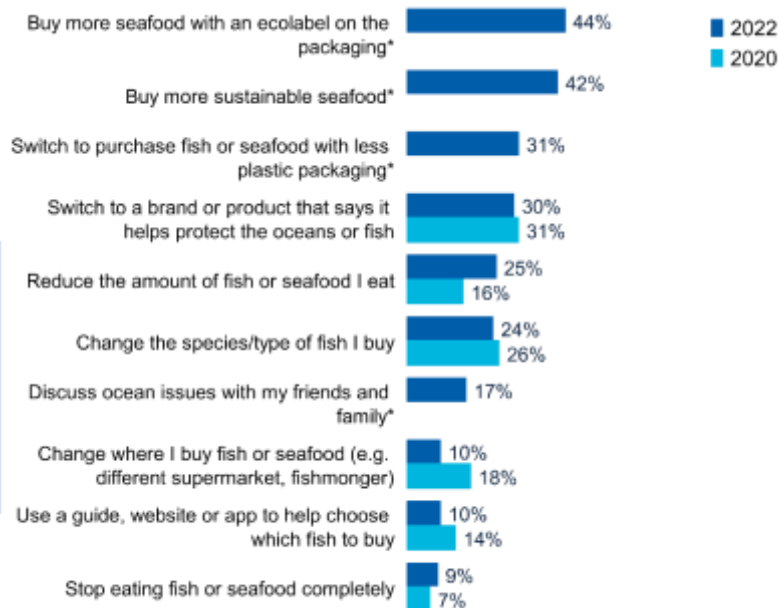 Buy more seafood with an ecolabel on the
packaging*
44%
2022
2020
Buy more sustainable seafood*
42%
Switch to purchase fish or seafood with less
plastic packaging*
31%
Switch to a brand or product that says it
helps protect the oceans or fish
30%
31%
Reduce the amount of fish or seafood I eat
25%
16%
Change the species/type of fish I buy
24%
26%
Discuss ocean issues with my friends and
family*
17%
Change where I buy fish or seafood (e.g.
different supermarket, fishmonger)
10%
18%
Use a guide, website or app to help choose
which fish to buy
10%
14%
Stop eating fish or seafood completely
9%
7%